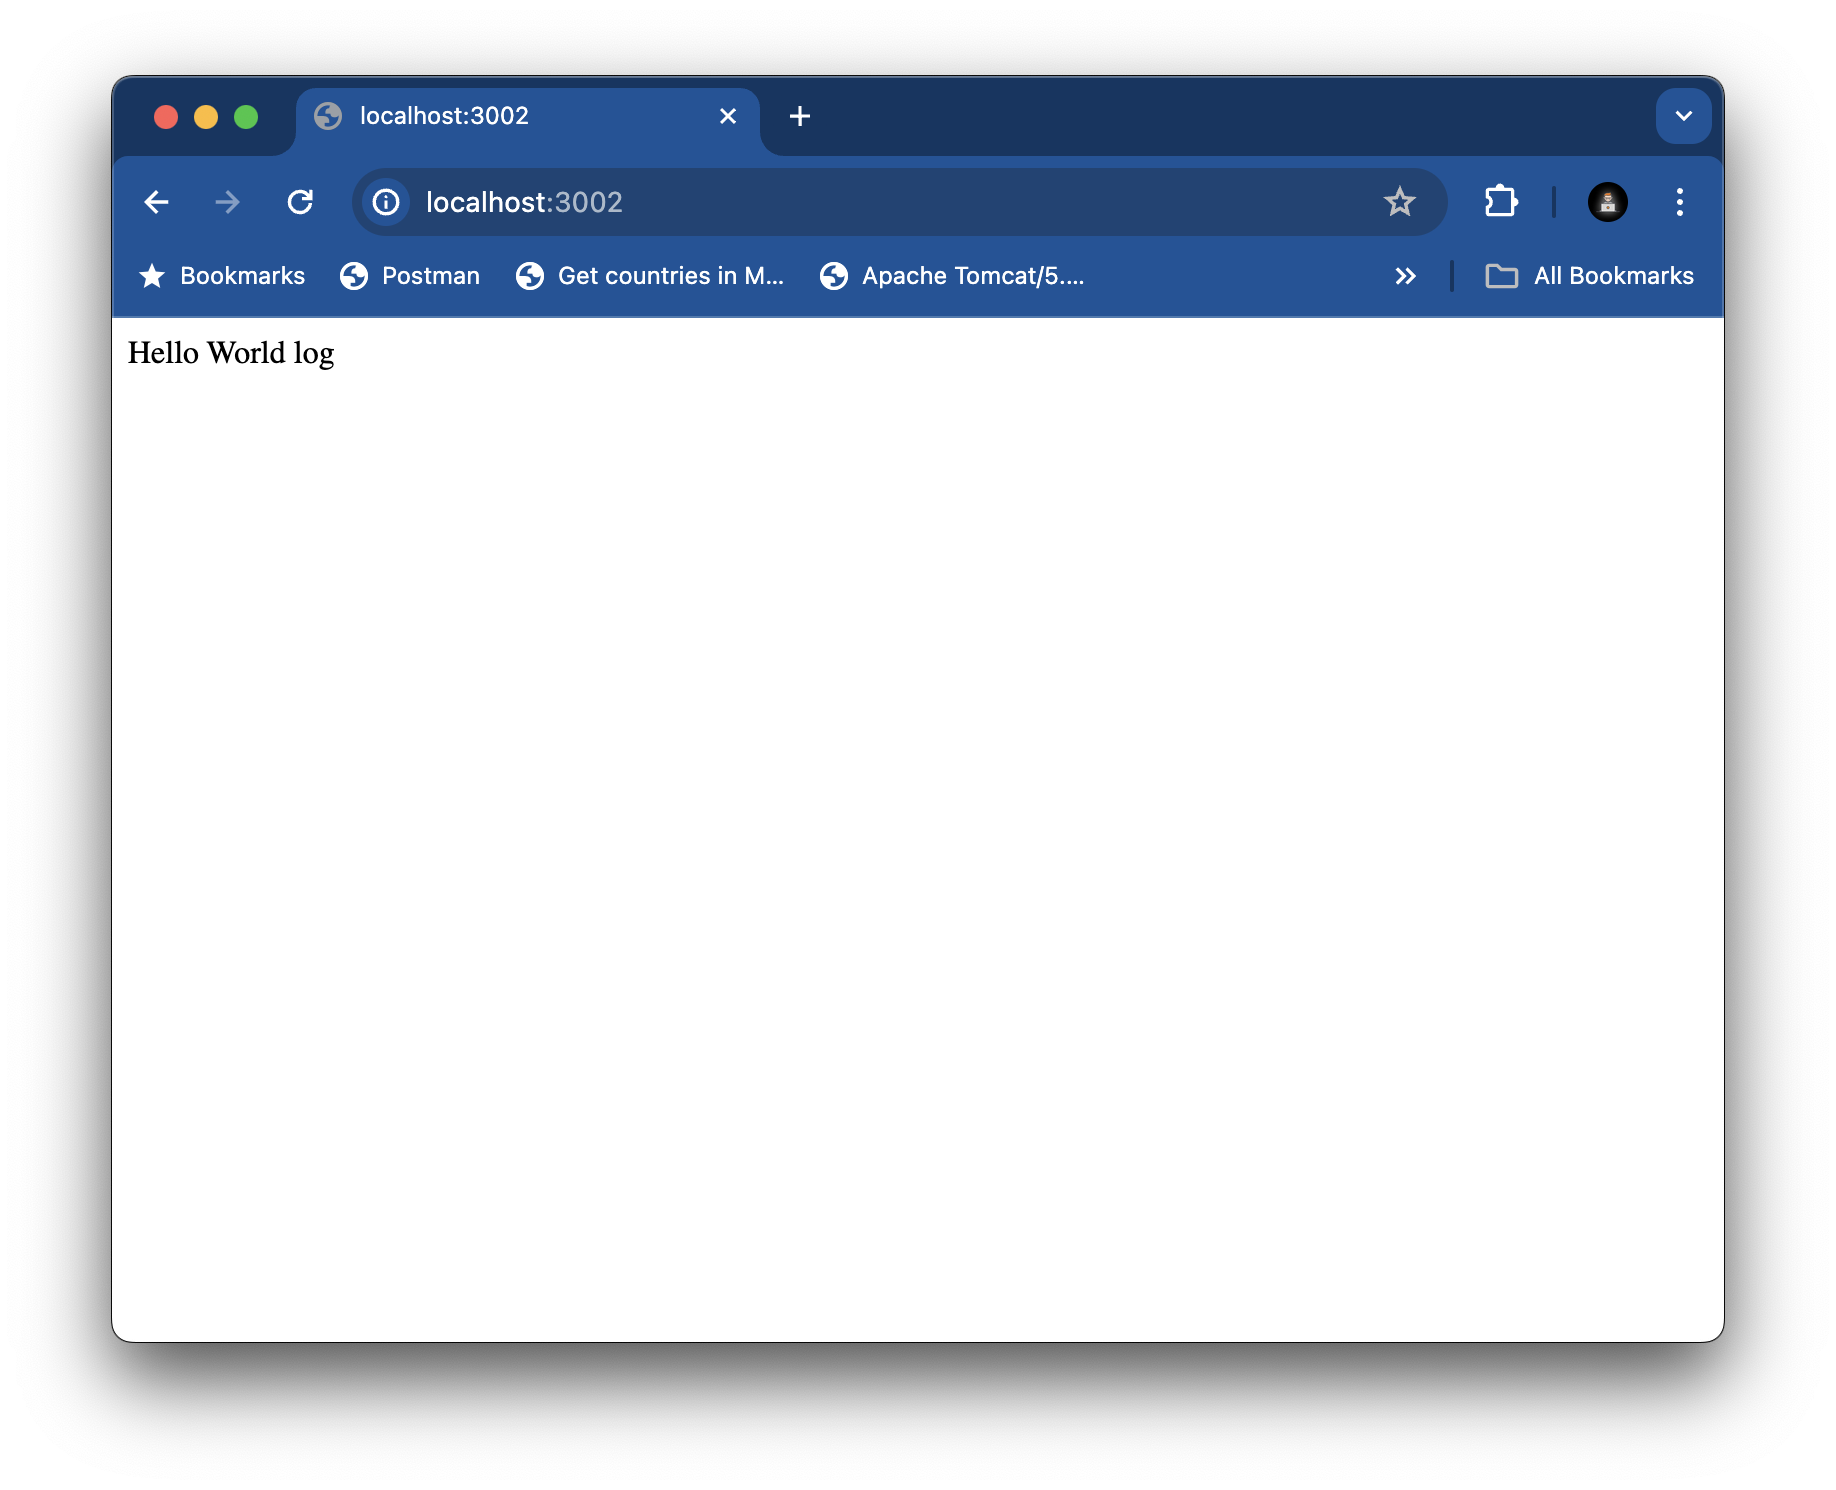 localhost:3002
localhost:3002
Bookmarks Postman Get countries in M... Apache Tomcat/5.... All Bookmarks
Hello World log